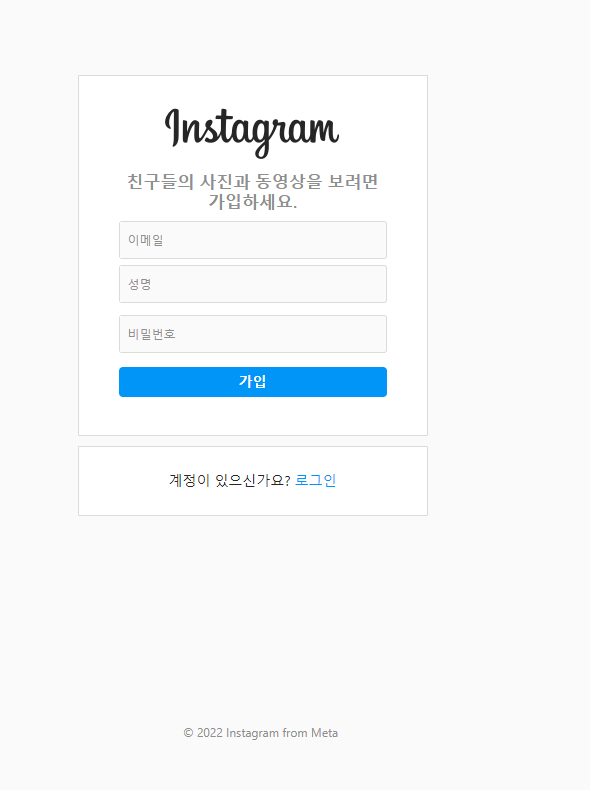 Instagram
친구들의 사진과 동영상을 보려면
가입하세요.
이메일
성명
비밀번호
가입
계정이 있으신가요? 로그인
© 2022 Instagram from Meta